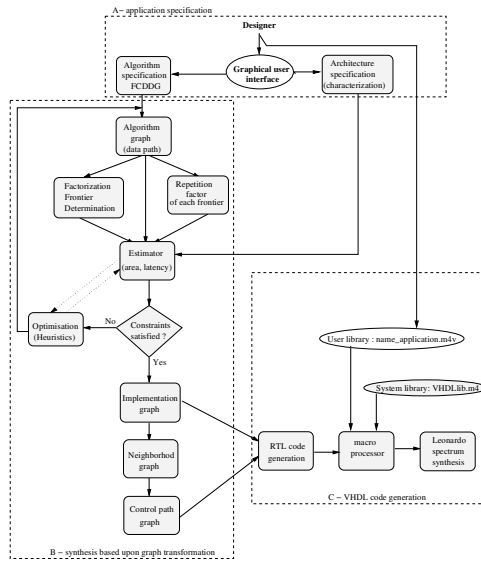 A− application specification
Designer
Algorithm
specification
FCDDG
Graphical user
interface
Architecture
specification
(characterization)
Algorithm
graph
(data path)
Factorization
Frontier
Determination
Repetition
factor
of each frontier
Estimator
(area, latency)
Optimisation
(Heuristics)
No
Constraints
satisfied ?
Yes
User library : name_application.m4v
System library: VHDLlib.m4
Implementation
graph
RTL code
generation
macro
processor
Leonardo
spectrum
synthesis
Neighborhod
graph
Control path
graph
C − VHDL code generation
B − synthesis based upon graph transformation